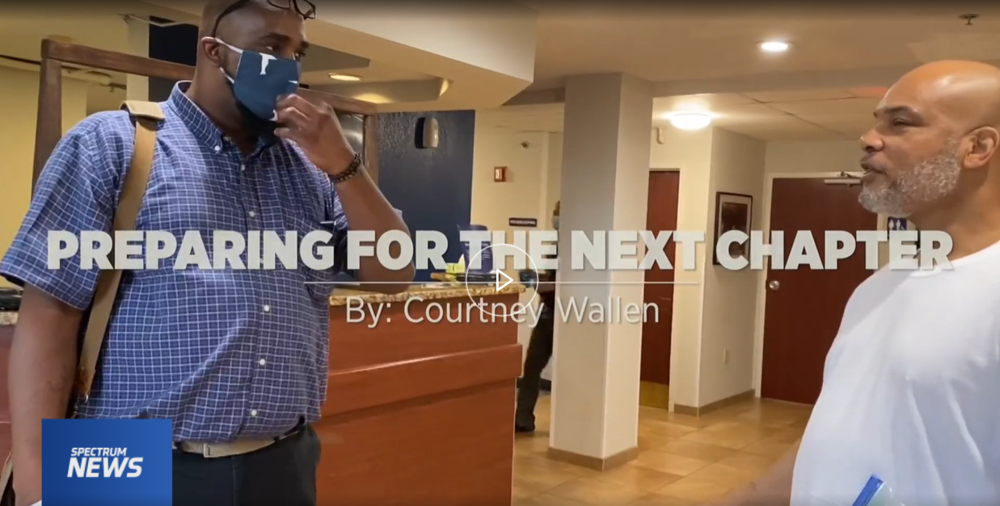 PREPARING FOR THE NEXT CHAPTER
By: Courtney Wallen
SPECTRUM
NEWS